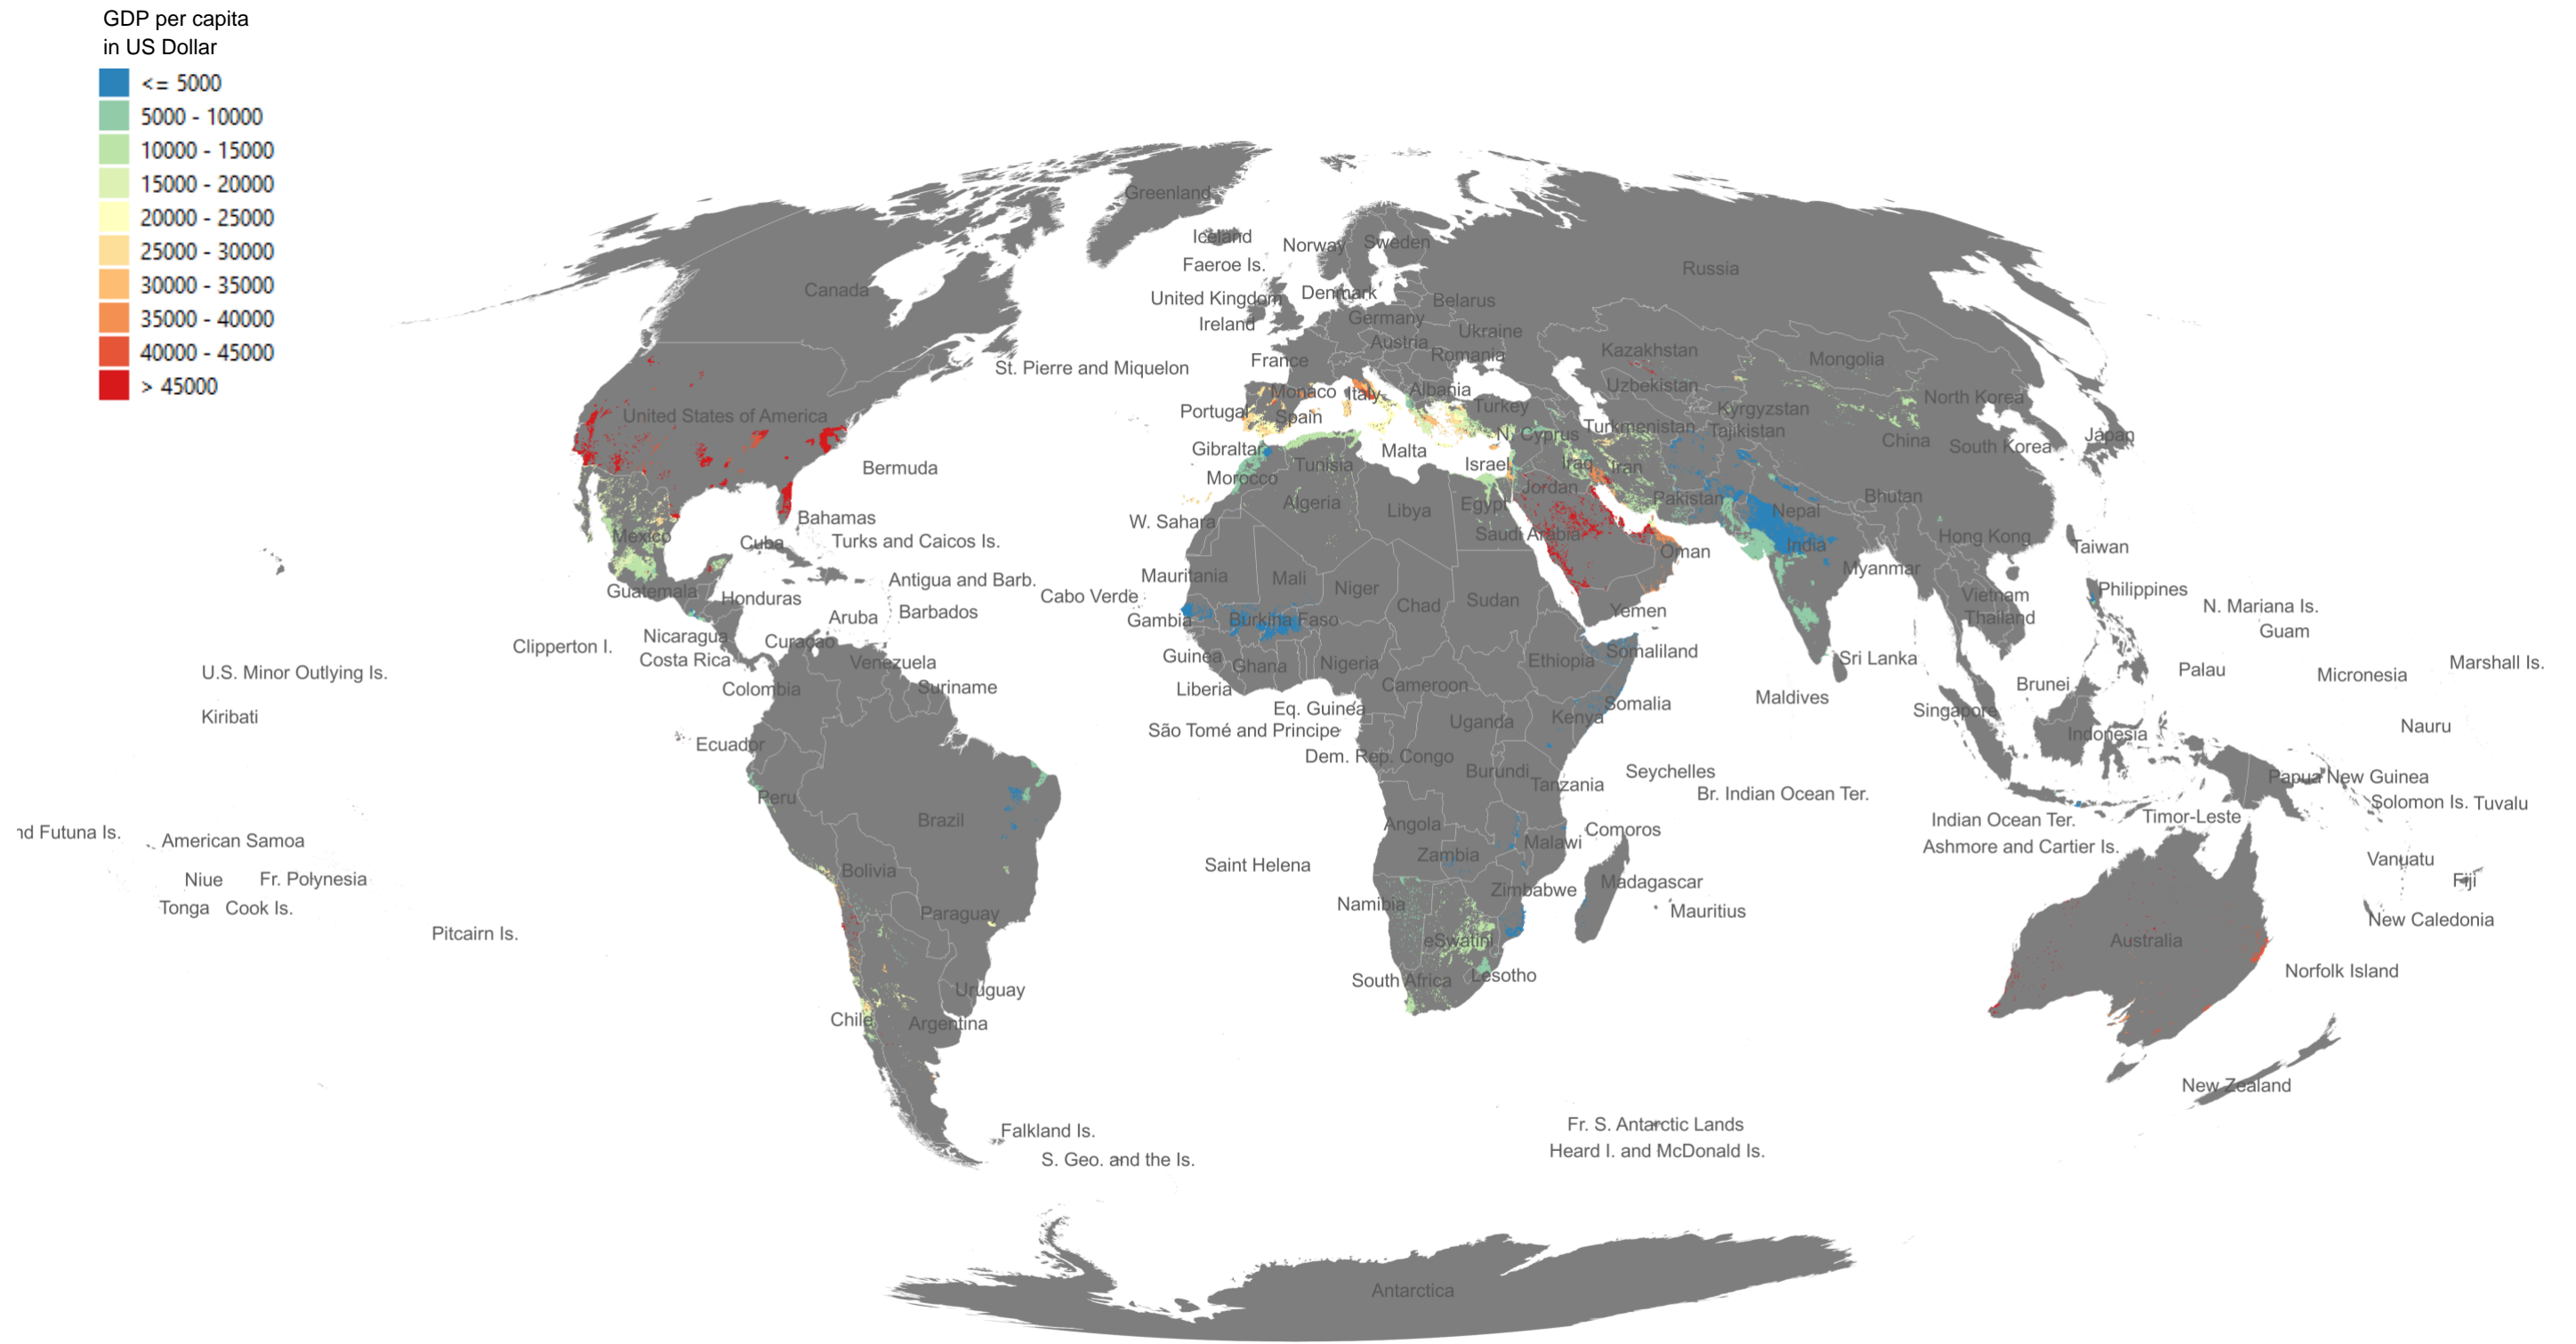 GDP per capita
in US Dollar
<= 5000
5000 - 10000
10000 - 15000
15000 - 20000
20000 - 25000
25000 - 30000
30000 - 35000
35000 - 40000
40000 - 45000
> 45000
Greenland
Iceland
Norway
Sweden
Faeroe Is.
Russia
Canada
United Kingdom
Denmark
Belarus
Ireland
Germany
Ukraine
Austria
France
Romania
Kazakhstan
Mongolia
St. Pierre and Miquelon
Monaco
Italy
Albania
Uzbekistan
North Korea
United States of America
Portugal
Spain
Turkey
Kyrgyzstan
Gibraltar
Malta
N. Cyprus
Turkmenistan
Tajikistan
China
South Korea
Japan
Bermuda
Morocco
Tunisia
Israel
Iraq
Iran
Jordan
Pakistan
Bhutan
Algeria
Libya
Egypt
Nepal
Bahamas
W. Sahara
Mexico
Cuba
Turks and Caicos Is.
Saudi Arabia
Oman
India
Hong Kong
Taiwan
Mauritania
Mali
Niger
Myanmar
Antigua and Barb.
Guatemala
Honduras
Cabo Verde
Chad
Sudan
Yemen
Vietnam
Philippines
N. Mariana Is.
Aruba
Barbados
Gambia
Burkina Faso
Thailand
Guam
Clipperton I.
Nicaragua
Curaçao
Costa Rica
Venezuela
Guinea
Ghana
Nigeria
Ethiopia
Somaliland
Sri Lanka
Palau
Micronesia
Marshall Is.
U.S. Minor Outlying Is.
Colombia
Suriname
Liberia
Cameroon
Brunei
Maldives
Kiribati
Eq. Guinea
Uganda
Kenya
Somalia
Singapore
Nauru
Ecuador
São Tomé and Principe
Indonesia
Dem. Rep. Congo
Burundi
Tanzania
Seychelles
Papua New Guinea
Peru
Br. Indian Ocean Ter.
Solomon Is.
Tuvalu
nd Futuna Is.
American Samoa
Brazil
Angola
Malawi
Comoros
Indian Ocean Ter.
Timor-Leste
Ashmore and Cartier Is.
Bolivia
Saint Helena
Zambia
Vanuatu
Niue
Fr. Polynesia
Zimbabwe
Madagascar
Fiji
Tonga
Cook Is.
Paraguay
Namibia
Mauritius
New Caledonia
Pitcairn Is.
eSwatini
Australia
South Africa
Lesotho
Norfolk Island
Uruguay
Chile
Argentina
New Zealand
Falkland Is.
Fr. S. Antarctic Lands
S. Geo. and the Is.
Heard I. and McDonald Is.
Antarctica